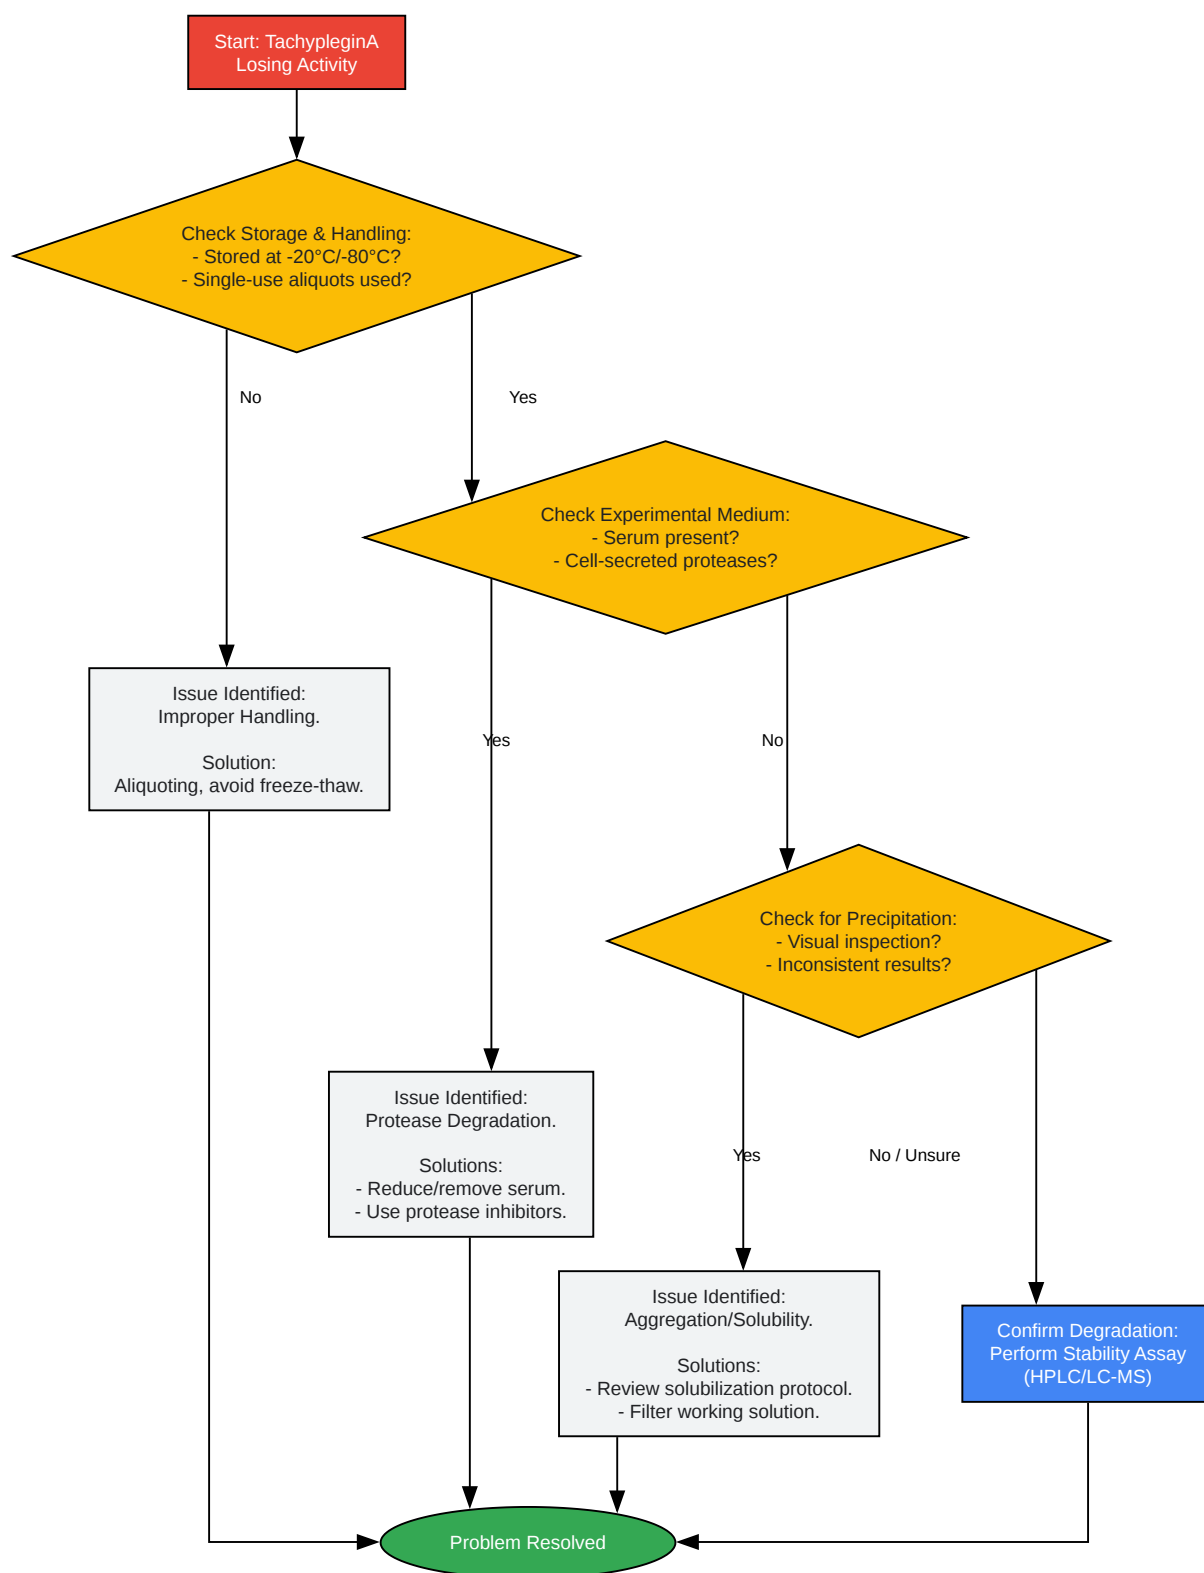 Start: TachypleginA
Losing Activity
Check Storage & Handling:
- Stored at -20°C/-80°C?
- Single-use aliquots used?
No
Yes
Check Experimental Medium:
- Serum present?
- Cell-secreted proteases?
Issue Identified:
Improper Handling.
Solution:
Aliquoting, avoid freeze-thaw.
Yes
No
Check for Precipitation:
- Visual inspection?
- Inconsistent results?
Issue Identified:
Protease Degradation.
Solutions:
- Reduce/remove serum.
- Use protease inhibitors.
Yes
No / Unsure
Issue Identified:
Aggregation/Solubility.
Solutions:
- Review solubilization protocol.
- Filter working solution.
Confirm Degradation:
Perform Stability Assay
(HPLC/LC-MS)
Problem Resolved